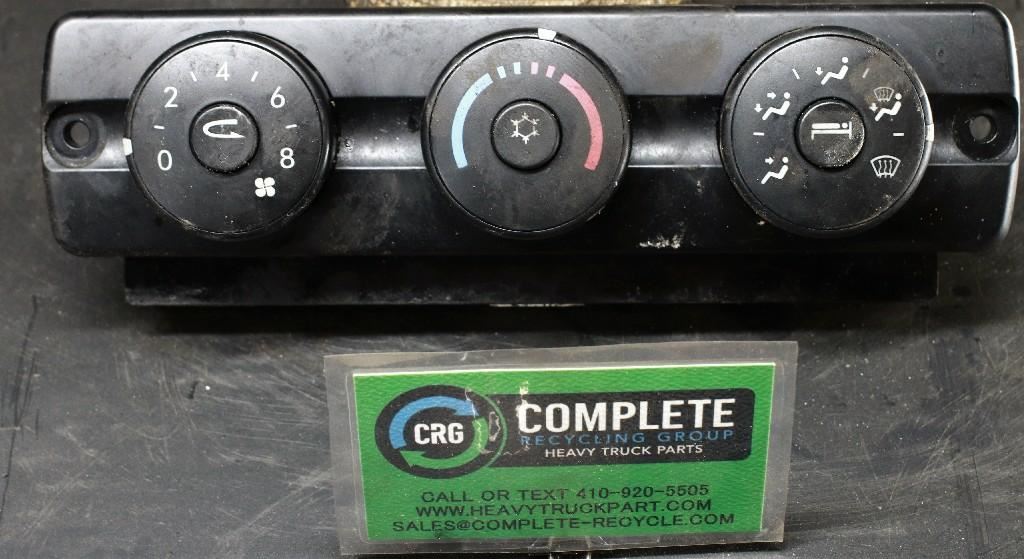 4
2 6
0 8
CRG
COMPLETE
RECYCLING GROUP
HEAVY TRUCK PARTS
CALL OR TEXT 410-920-5505
WWW.HEAVYTRUCKPART.COM
SALES@COMPLETE-RECYCLE.COM